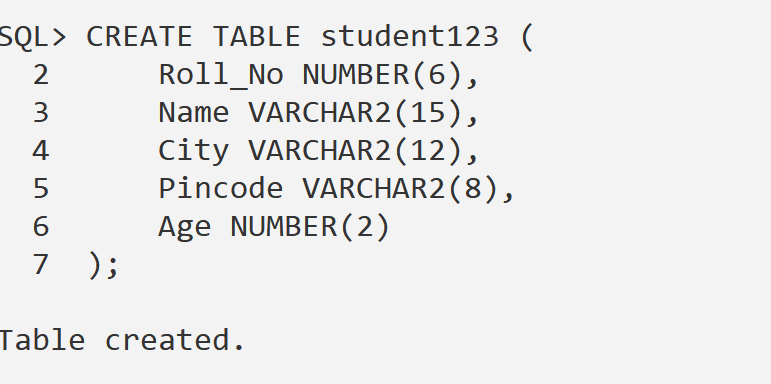 SQL> CREATE TABLE student123 (
  2      Roll_No NUMBER(6),
  3      Name VARCHAR2(15),
  4      City VARCHAR2(12),
  5      Pincode VARCHAR2(8),
  6      Age NUMBER(2)
  7  );
Table created.